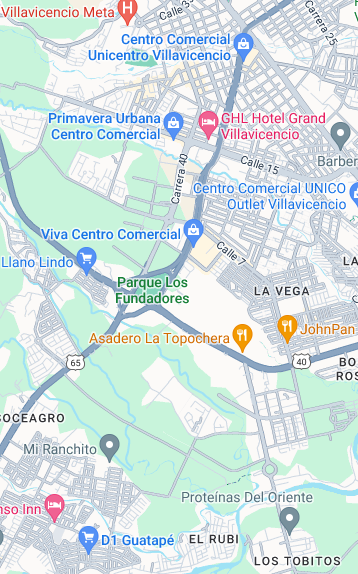 Villavicencio Meta
Calle 33
Carrera 25
Centro Comercial
Unicentro Villavicencio
Primavera Urbana
Centro Comercial
GHL Hotel Grand
Villavicencio
Barber
Calle 15
Carrera 40
Centro Comercial UNICO
Outlet Villavicencio
Viva Centro Comercial
Calle 7
Llano Lindo
LA
Parque Los
Fundadores
LA VEGA
Asadero La Topochera
JohnPan
65
40
BO
ROS
SOCEAGRO
Mi Ranchito
Proteínas Del Oriente
nso Inn
D1 Guatapé
EL RUBI
LOS TOBITOS